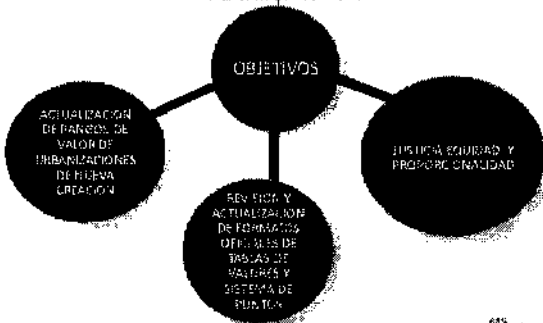 OBJETIVOS
ACTUALIZACION
DE RANGOS DE
VALOR DE
URBANIZACIONES
DE NUEVA
CREACION
JUSTICIA EQUIDAD Y
PROPORCIONALIDAD
REVISION Y
ACTUALIZACION
DE FORMATOS
OFICIALES DE
TABLAS DE
VALORES Y
SISTEMA DE
PUNTOS